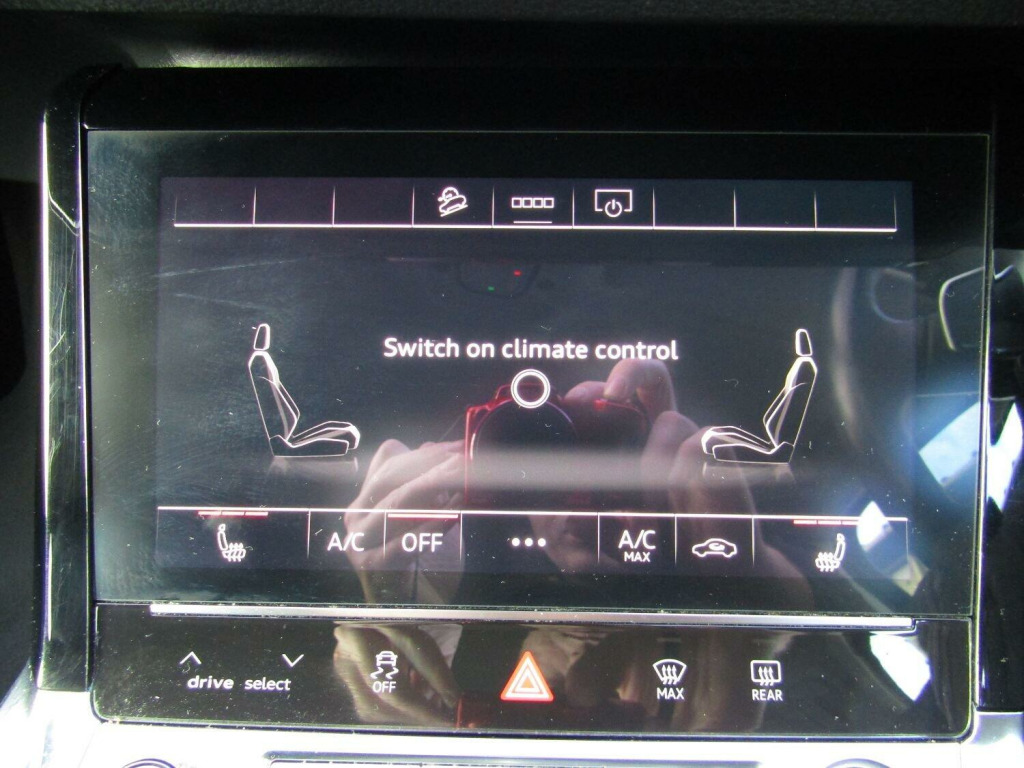 Switch on climate control
A/C OFF ••• A/C MAX
drive select OFF MAX REAR